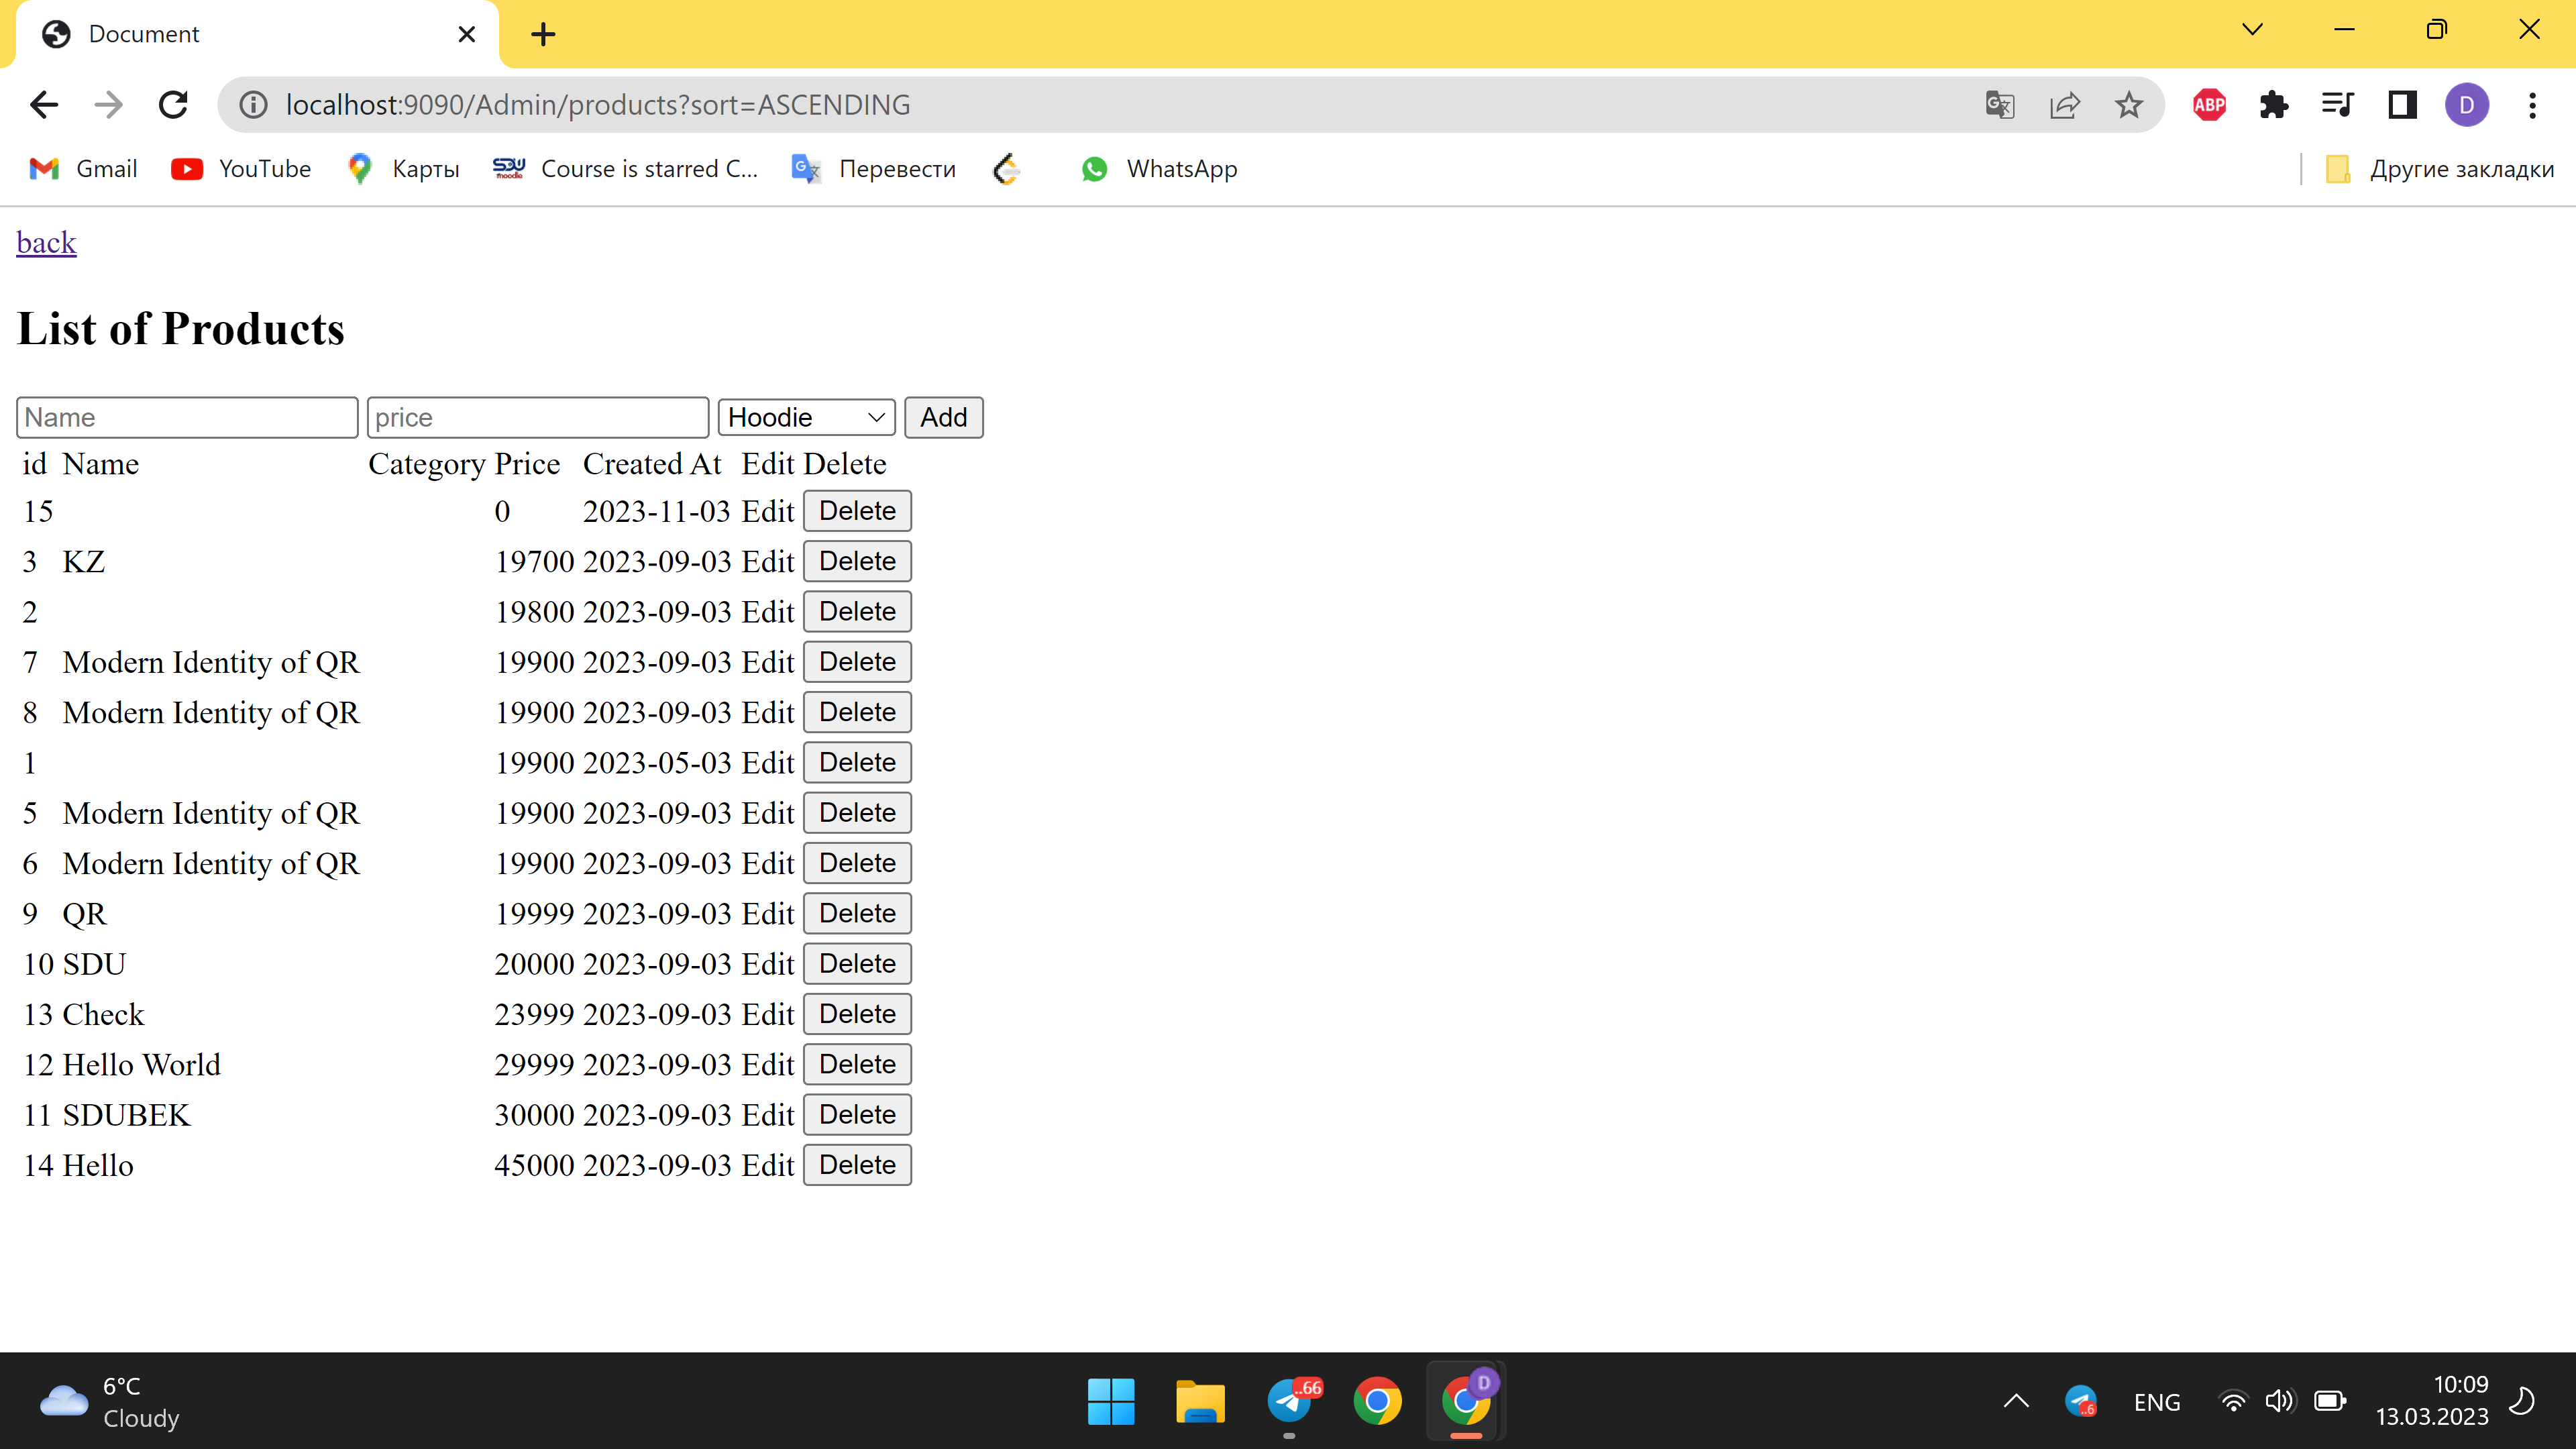 Document
localhost:9090/Admin/products?sort=ASCENDING
ABP
D
Gmail YouTube Карты SDU moodle Course is starred C... Перевести WhatsApp Другие закладки
back
List of Products
Name price Hoodie Add
id Name Category Price Created At Edit Delete
15 0 2023-11-03 Edit Delete
3 KZ 19700 2023-09-03 Edit Delete
2 19800 2023-09-03 Edit Delete
7 Modern Identity of QR 19900 2023-09-03 Edit Delete
8 Modern Identity of QR 19900 2023-09-03 Edit Delete
1 19900 2023-05-03 Edit Delete
5 Modern Identity of QR 19900 2023-09-03 Edit Delete
6 Modern Identity of QR 19900 2023-09-03 Edit Delete
9 QR 19999 2023-09-03 Edit Delete
10 SDU 20000 2023-09-03 Edit Delete
13 Check 23999 2023-09-03 Edit Delete
12 Hello World 29999 2023-09-03 Edit Delete
11 SDUBEK 30000 2023-09-03 Edit Delete
14 Hello 45000 2023-09-03 Edit Delete
6°C
Cloudy
..66
D
..6
ENG
10:09
13.03.2023